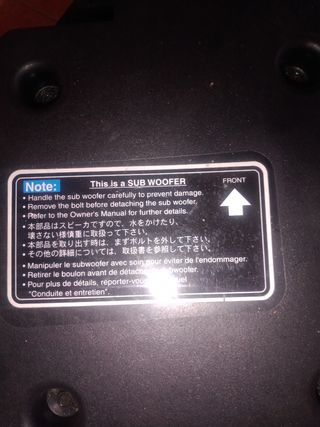 Note:
This is a SUB WOOFER
FRONT
• Handle the sub woofer carefully to prevent damage.
• Remove the bolt before detaching the sub woofer.
• Refer to the Owner's Manual for further details.
本部品はスピーカですので、水をかけたり、
壊さない様慎重に取扱って下さい。
本部品を取り出す時は、まずボルトを外して下さい。
その他の詳細については、取扱書を参照して下さい。
• Manipuler le subwoofer avec soin pour éviter de l'endommager.
• Retirer le boulon avant de détacher le subwoofer.
• Pour plus de détails, reportez-vous
"Conduite et entretien".